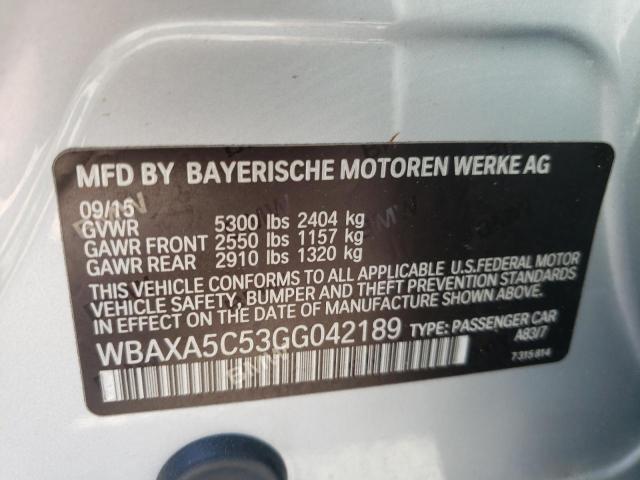 MFD BY BAYERISCHE MOTOREN WERKE AG
09/15
GVWR 5300 lbs 2404 kg
GAWR FRONT 2550 lbs 1157 kg
GAWR REAR 2910 lbs 1320 kg
THIS VEHICLE CONFORMS TO ALL APPLICABLE U.S.FEDERAL MOTOR
VEHICLE SAFETY, BUMPER AND THEFT PREVENTION STANDARDS
IN EFFECT ON THE DATE OF MANUFACTURE SHOWN ABOVE.
WBAXA5C53GG042189 TYPE: PASSENGER CAR
A83/7
7315814